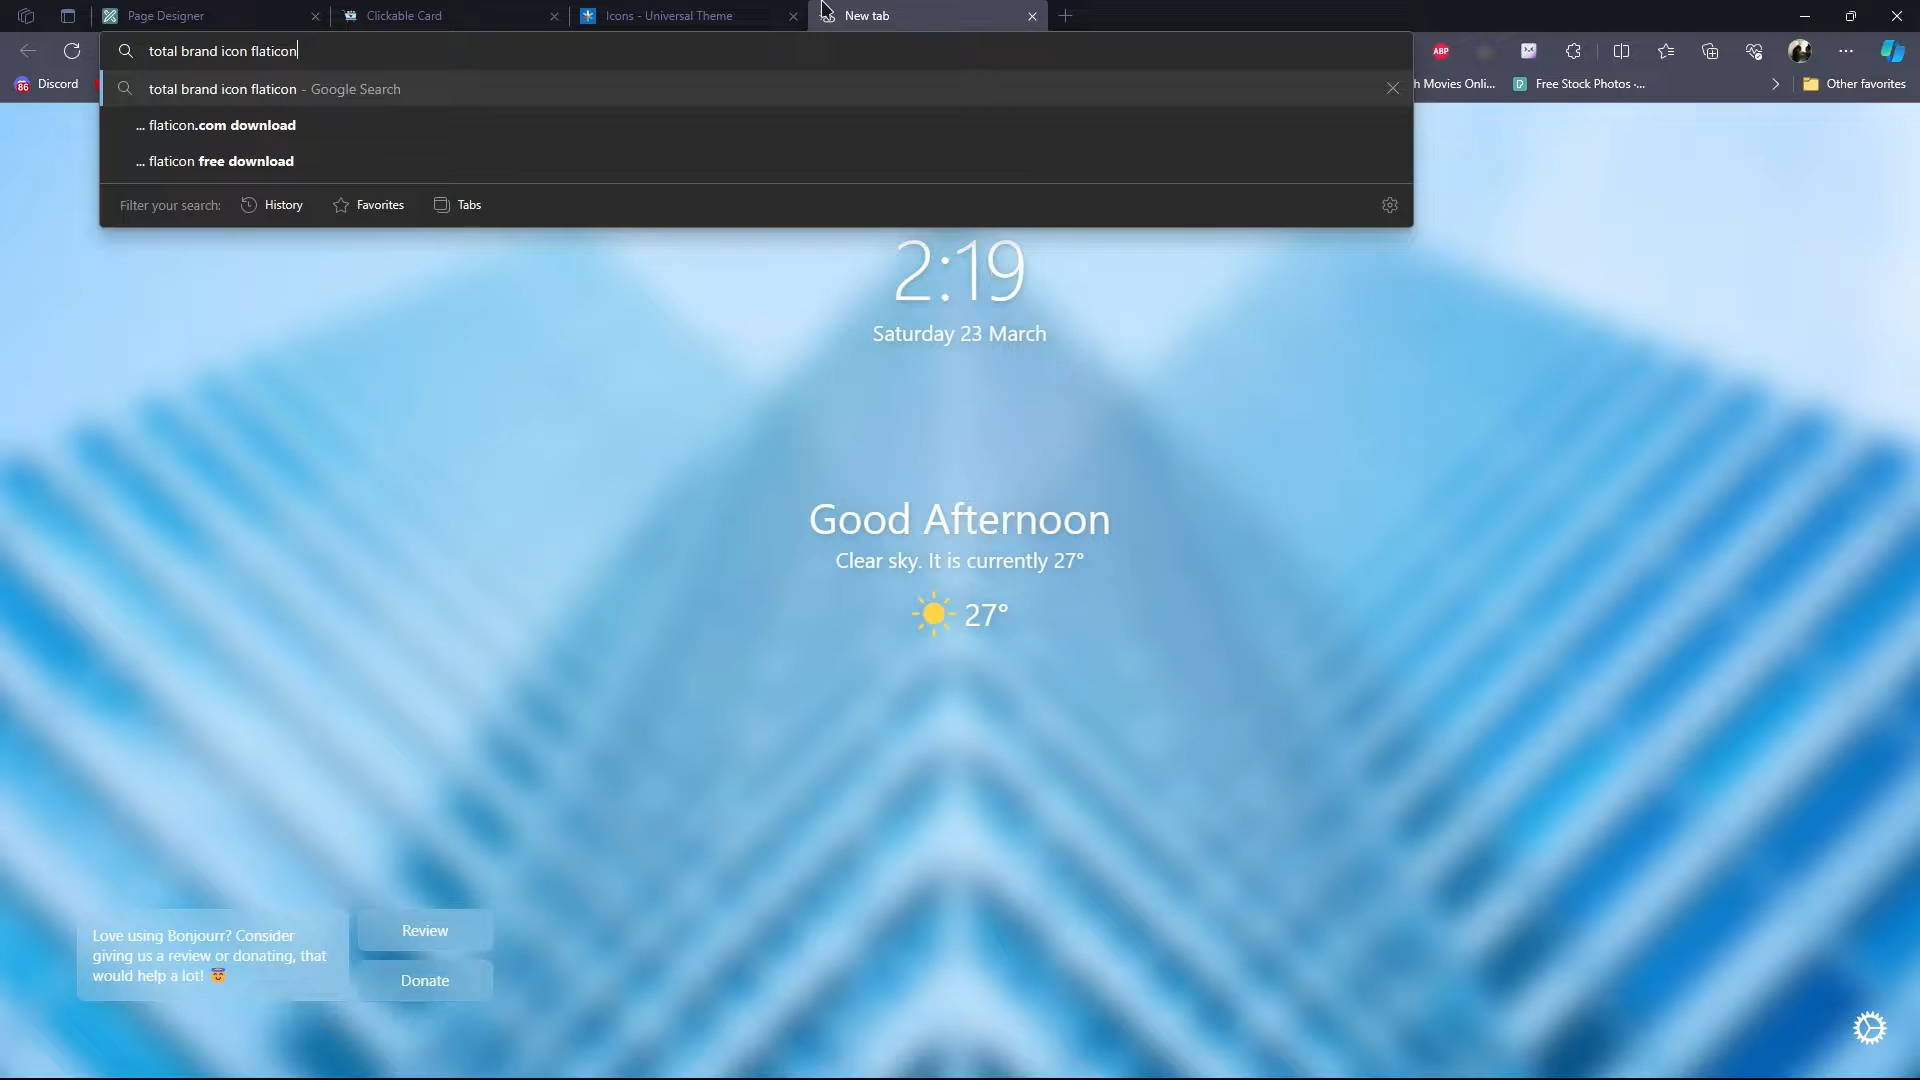 Page Designer
Clickable Card
Icons - Universal Theme
New tab
total brand icon flaticon
ABP
86 Discord
total brand icon flaticon - Google Search
h Movies Onli...
D Free Stock Photos -...
Other favorites
... flaticon.com download
... flaticon free download
Filter your search:
History
Favorites
Tabs
2:19
Saturday 23 March
Good Afternoon
Clear sky. It is currently 27°
27°
Love using Bonjourr? Consider
giving us a review or donating, that
would help a lot!
Review
Donate